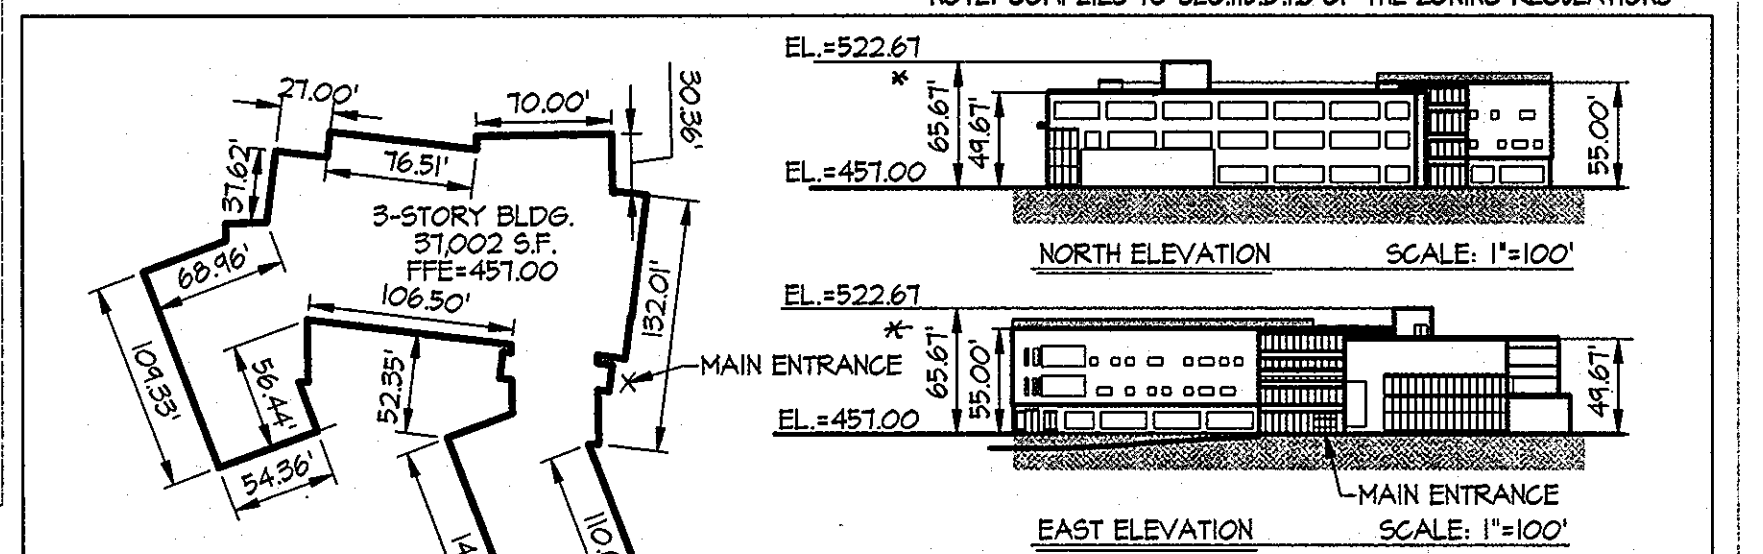 27.00'
70.00'
30.36'
76.51'
37.62'
3-STORY BLDG.
37,002 S.F.
FFE=457.00
68.96'
106.50'
132.01'
109.33'
56.44'
52.35'
MAIN ENTRANCE
54.36'
EL.=522.67
*
65.67'
49.67'
55.00'
EL.=457.00
NORTH ELEVATION SCALE: 1"=100'
EL.=522.67
*
65.67'
55.00'
49.67'
EL.=457.00
MAIN ENTRANCE
EAST ELEVATION SCALE: 1"=100'